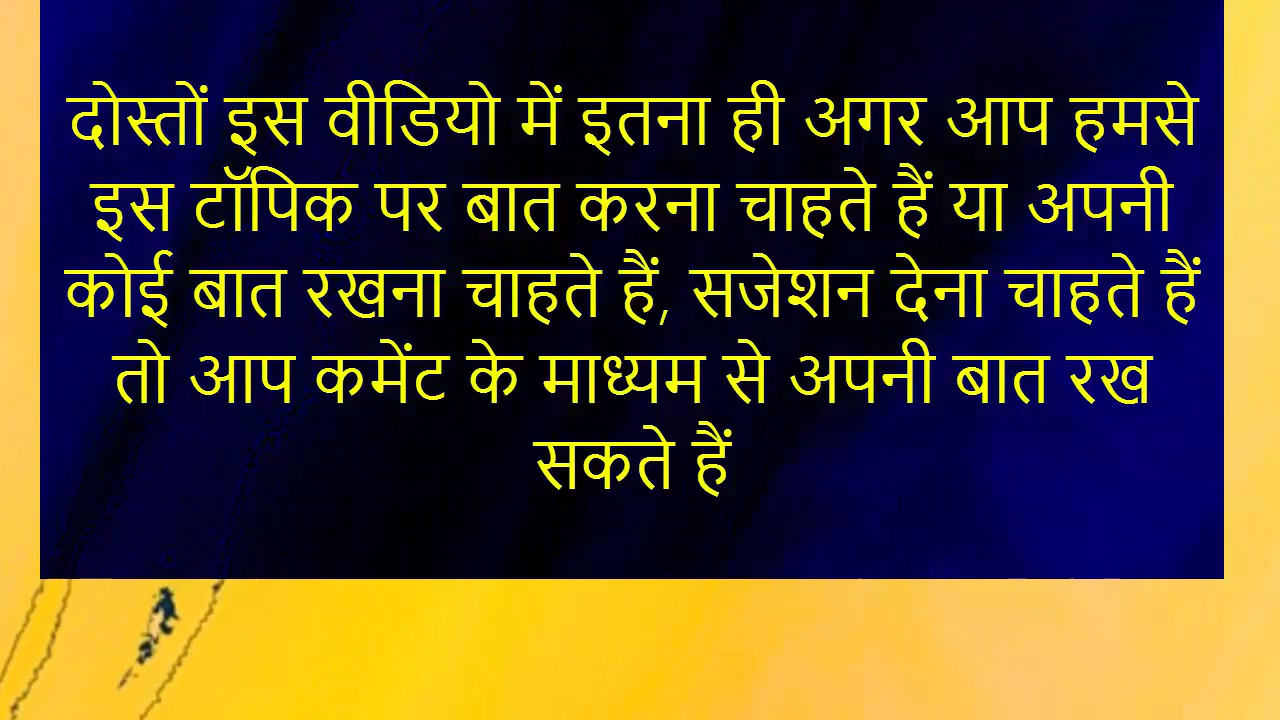 दोस्तों इस वीडियो में इतना ही अगर आप हमसे
इस टॉपिक पर बात करना चाहते हैं या अपनी
कोई बात रखना चाहते हैं, सजेशन देना चाहते हैं
तो आप कमेंट के माध्यम से अपनी बात रख
सकते हैं